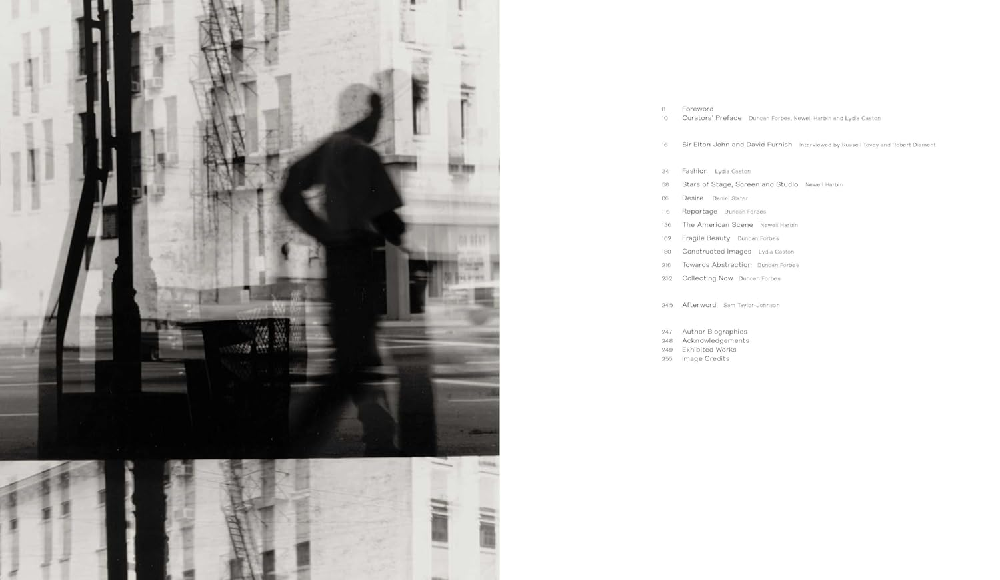 OR RENT
8 Foreword
10 Curators' Preface Duncan Forbes, Newell Harbin and Lydia Caston
16 Sir Elton John and David Furnish Interviewed by Russell Tovey and Robert Diament
34 Fashion Lydia Caston
58 Stars of Stage, Screen and Studio Newell Harbin
86 Desire Daniel Slater
116 Reportage Duncan Forbes
136 The American Scene Newell Harbin
162 Fragile Beauty Duncan Forbes
180 Constructed Images Lydia Caston
216 Towards Abstraction Duncan Forbes
232 Collecting Now Duncan Forbes
245 Afterword Sam Taylor-Johnson
247 Author Biographies
248 Acknowledgements
249 Exhibited Works
255 Image Credits